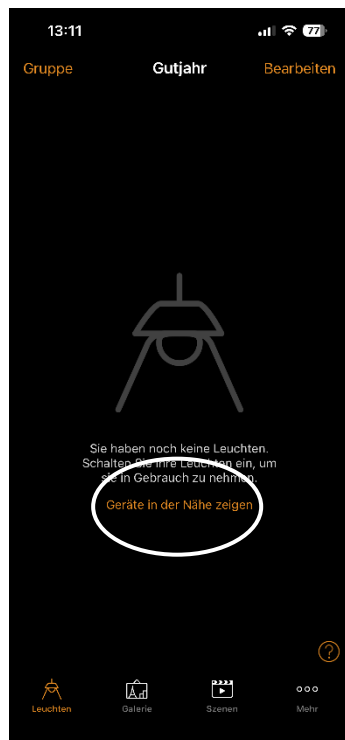 13:11
77
Gruppe
Gutjahr
Bearbeiten
Sie haben noch keine Leuchten.
Schalten Sie Ihre Leuchten ein, um
sie in Gebrauch zu nehmen.
Geräte in der Nähe zeigen
?
Leuchten
Galerie
Szenen
Mehr